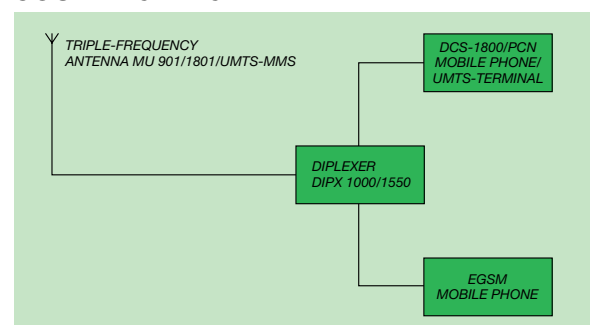 TRIPLE-FREQUENCY
ANTENNA MU 901/1801/UMTS-MMS
DCS-1800/PCN
MOBILE PHONE/
UMTS-TERMINAL
DIPLEXER
DIPX 1000/1550
EGSM
MOBILE PHONE